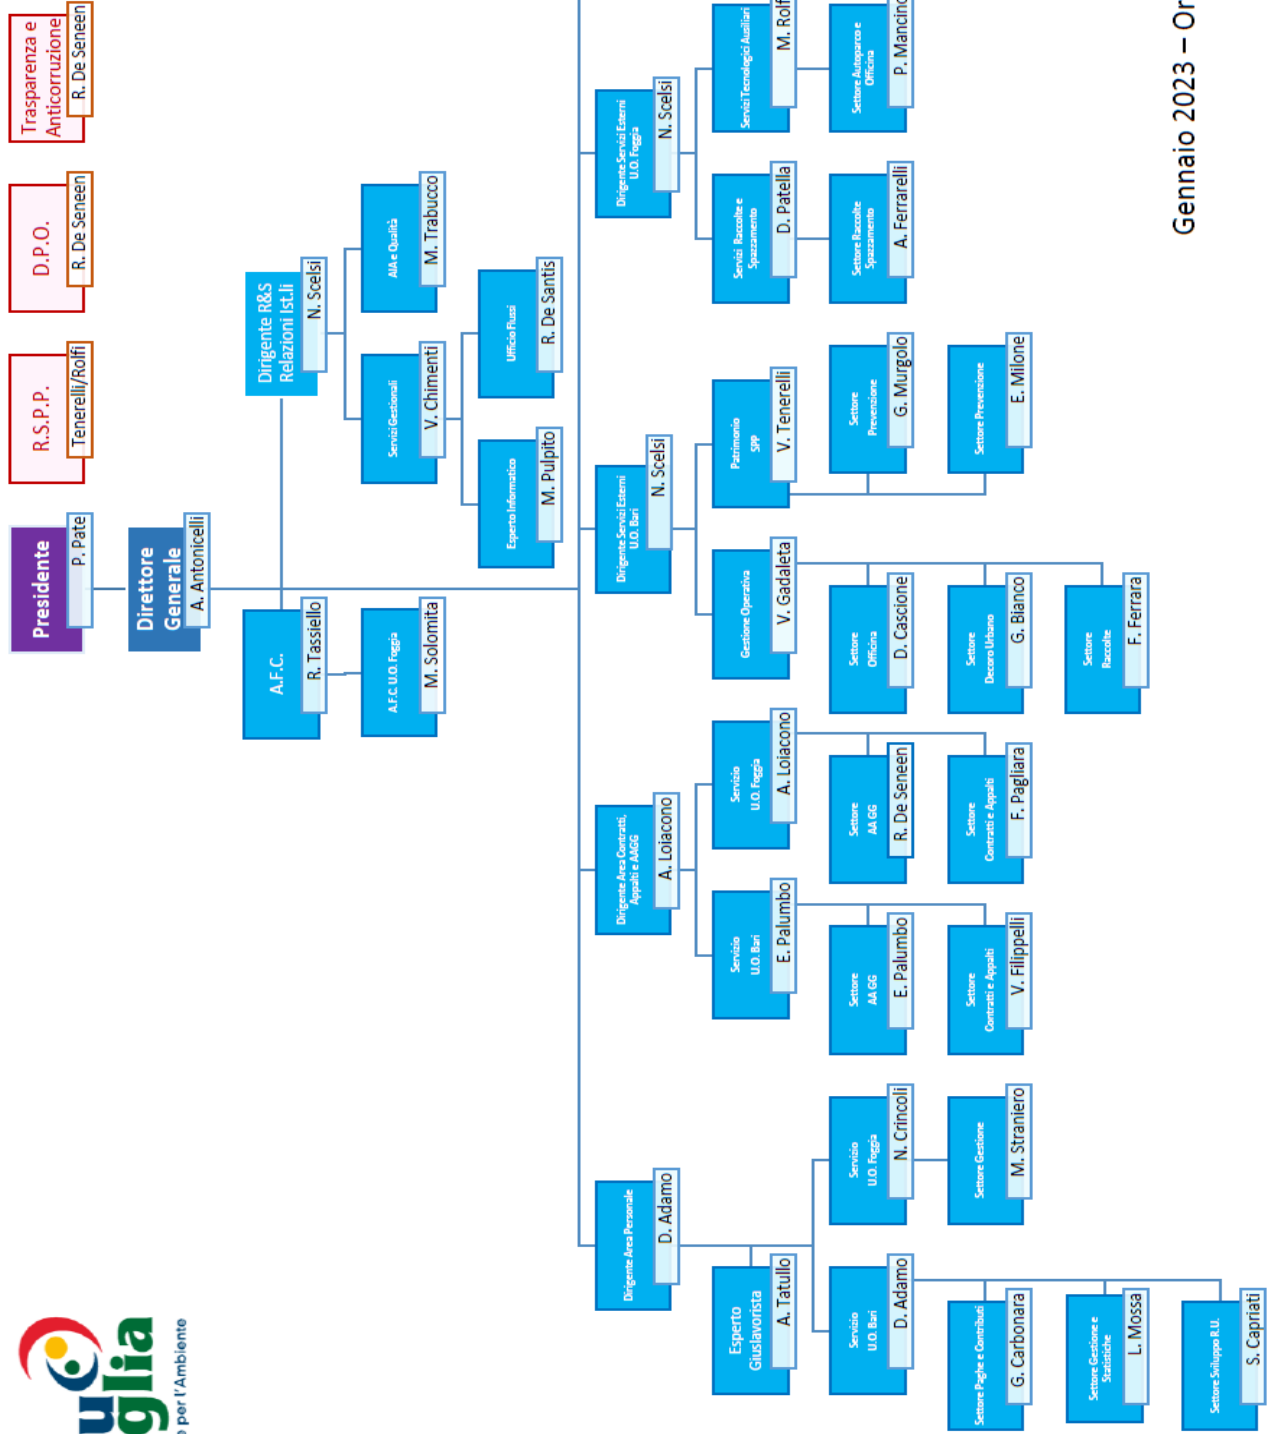 u
glia
e per l'Ambiente
Presidente
P. Pate
R.S.P.P.
Tenerelli/Rolfi
D.P.O.
R. De Seneen
Trasparenza e
Anticorruzione
R. De Seneen
Direttore
Generale
A. Antonicelli
A.F.C.
R. Tassiello
Dirigente R&S
Relazioni Ist.li
N. Scelsi
A.F.C. U.O. Foggia
M. Solomita
Servizi Gestionali
V. Chimenti
AIA e Qualità
M. Trabucco
Esperto Informatico
M. Pulpito
Ufficio Flussi
R. De Santis
Dirigente Area Personale
D. Adamo
Dirigente Area Contratti,
Appalti e AAGG
A. Loiacono
Dirigente Servizi Esterni
U.O. Bari
N. Scelsi
Dirigente Servizi Esterni
U.O. Foggia
N. Scelsi
Esperto
Giuslavorista
A. Tatullo
Servizio
U.O. Bari
E. Palumbo
Servizio
U.O. Foggia
A. Loiacono
Gestione Operativa
V. Gadaleta
Patrimonio
SPP
V. Tenerelli
Servizi Raccolte e
Spazzamento
D. Patella
Servizi Tecnologici Ausiliari
M. Rolf
Servizio
U.O. Bari
D. Adamo
Servizio
U.O. Foggia
N. Crincoli
Settore
AA GG
E. Palumbo
Settore
AA GG
R. De Seneen
Settore
Officina
D. Cascione
Settore
Prevenzione
G. Murgolo
Settore Raccolte
Spazzamento
A. Ferrarelli
Settore Autoparco e
Officina
P. Mancino
Settore Paghe e Contributi
G. Carbonara
Settore Gestione
M. Straniero
Settore
Contratti e Appalti
V. Filippelli
Settore
Contratti e Appalti
F. Pagliara
Settore
Decoro Urbano
G. Bianco
Settore Prevenzione
E. Milone
Settore Gestione e
Statistiche
L. Mossa
Settore
Raccolte
F. Ferrara
Settore Sviluppo R.U.
S. Capriati
Gennaio 2023 – Or